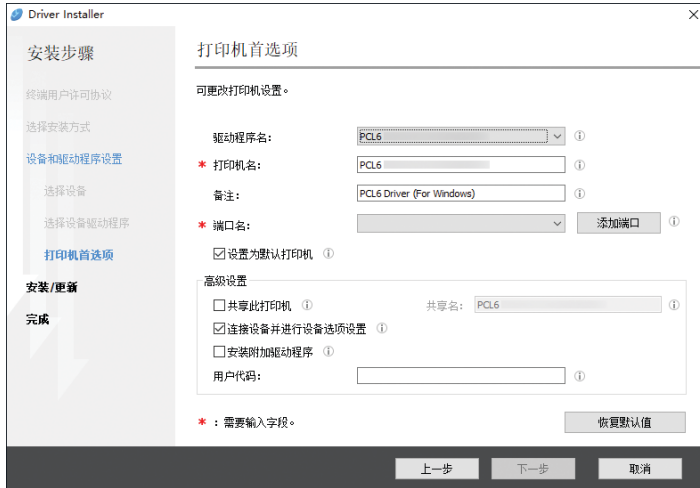 Driver Installer
安装步骤
终端用户许可协议
选择安装方式
设备和驱动程序设置
选择设备
选择设备驱动程序
打印机首选项
安装/更新
完成
打印机首选项
可更改打印机设置。
驱动程序名: PCL6
* 打印机名: PCL6
备注: PCL6 Driver (For Windows)
* 端口名: 添加端口
设置为默认打印机
高级设置
共享此打印机 共享名: PCL6
连接设备并进行设备选项设置
安装附加驱动程序
用户代码:
* : 需要输入字段。 恢复默认值
上一步 下一步 取消